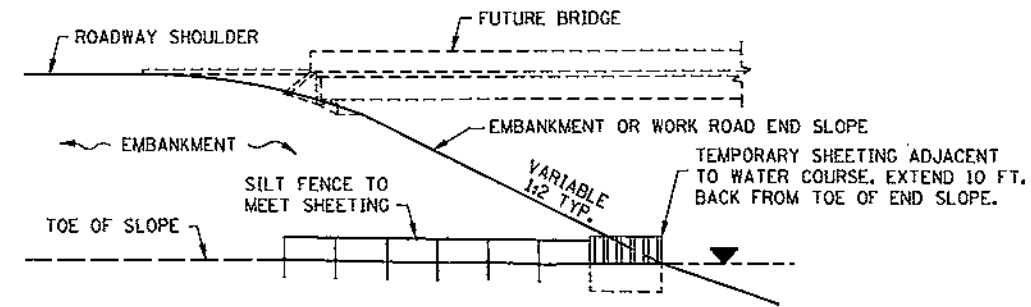 FUTURE BRIDGE
ROADWAY SHOULDER
EMBANKMENT OR WORK ROAD END SLOPE
EMBANKMENT
TEMPORARY SHEETING ADJACENT
TO WATER COURSE. EXTEND 10 FT.
BACK FROM TOE OF END SLOPE.
VARIABLE
1:2 TYP.
SILT FENCE TO
MEET SHEETING
TOE OF SLOPE